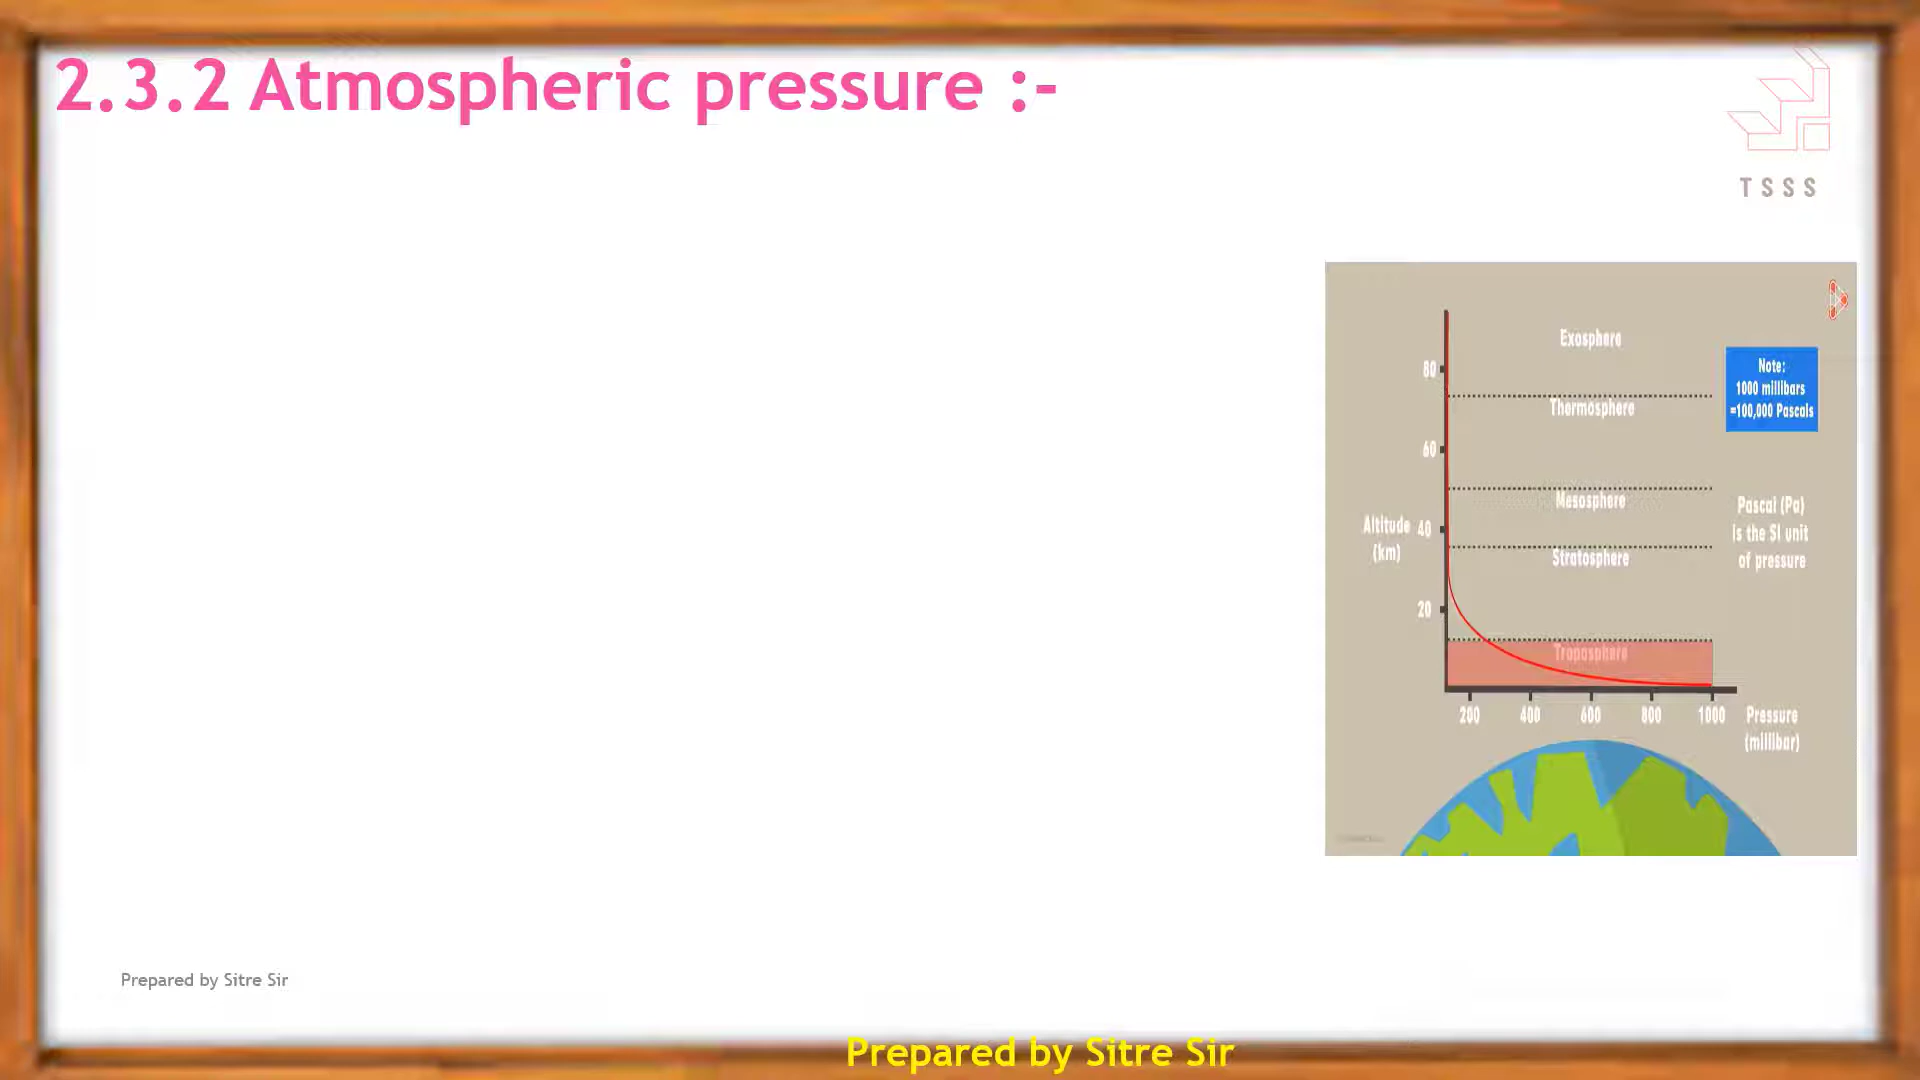 2.3.2 Atmospheric pressure :-
TSSS
Exosphere
80
Note:
1000 millibars
=100,000 Pascals
Thermosphere
60
Mesosphere
Pascal (Pa)
is the SI unit
of pressure
Altitude
(km)
40
Stratosphere
20
Troposphere
200 400 600 800 1000
Pressure
(millibar)
Prepared by Sitre Sir
Prepared by Sitre Sir